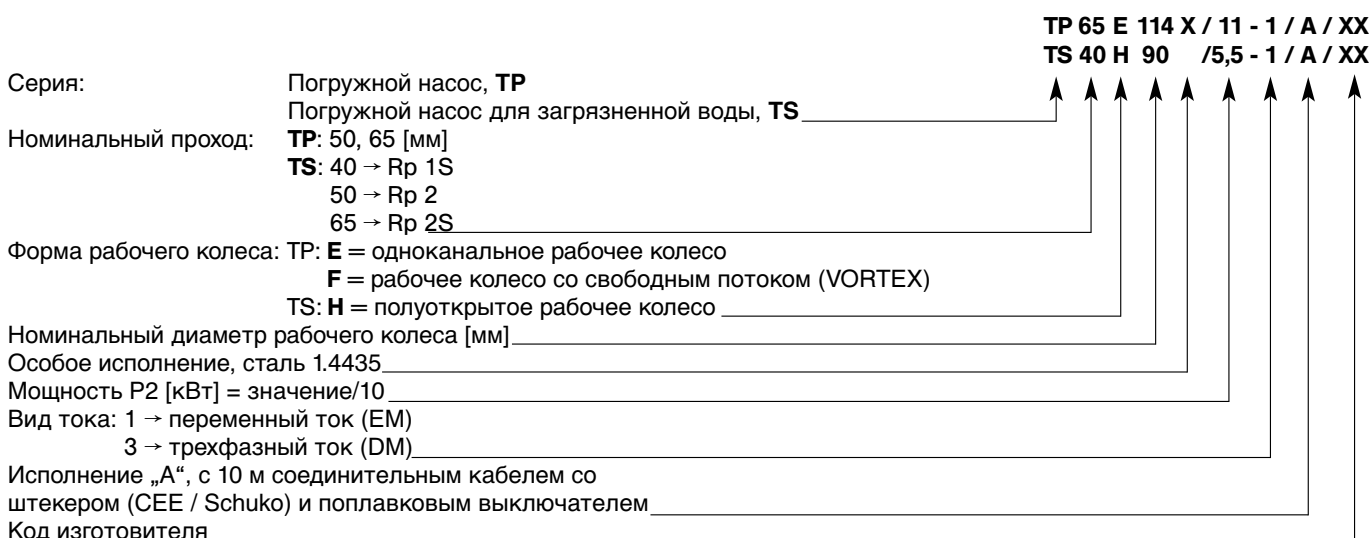 TP 65 E 114 X / 11 - 1 / A / XX
TS 40 H 90 /5,5 - 1 / A / XX
Серия: Погружной насос, TP
Погружной насос для загрязненной воды, TS
Номинальный проход: TP: 50, 65 [мм]
TS: 40 → Rp 1S
50 → Rp 2
65 → Rp 2S
Форма рабочего колеса: TP: E = одноканальное рабочее колесо
F = рабочее колесо со свободным потоком (VORTEX)
TS: H = полуоткрытое рабочее колесо
Номинальный диаметр рабочего колеса [мм]
Особое исполнение, сталь 1.4435
Мощность P2 [кВт] = значение/10
Вид тока: 1 → переменный ток (EM)
3 → трехфазный ток (DM)
Исполнение „А“, с 10 м соединительным кабелем со
штекером (CEE / Schuko) и поплавковым выключателем
Код изготовителя